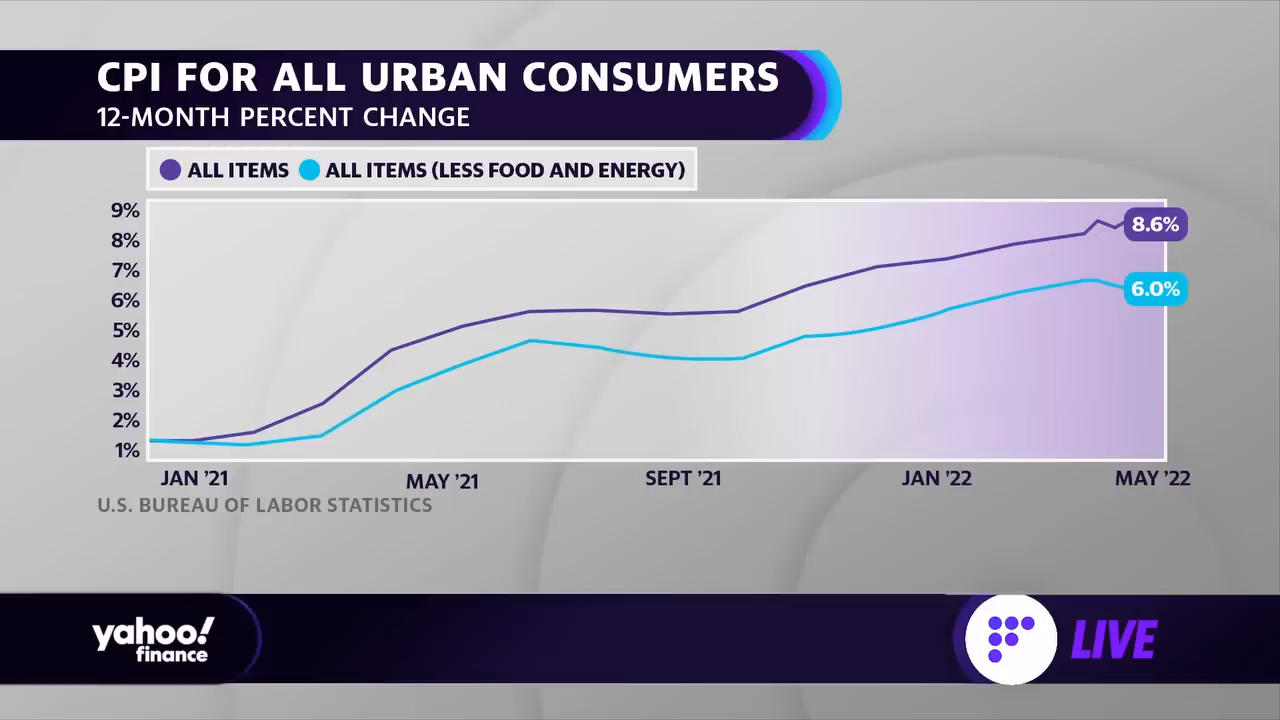 CPI FOR ALL URBAN CONSUMERS
12-MONTH PERCENT CHANGE
ALL ITEMS ALL ITEMS (LESS FOOD AND ENERGY)
9%
8%
7%
6%
5%
4%
3%
2%
1%
8.6%
6.0%
JAN ’21 MAY ’21 SEPT ’21 JAN ’22 MAY ’22
U.S. BUREAU OF LABOR STATISTICS
yahoo!
finance
LIVE